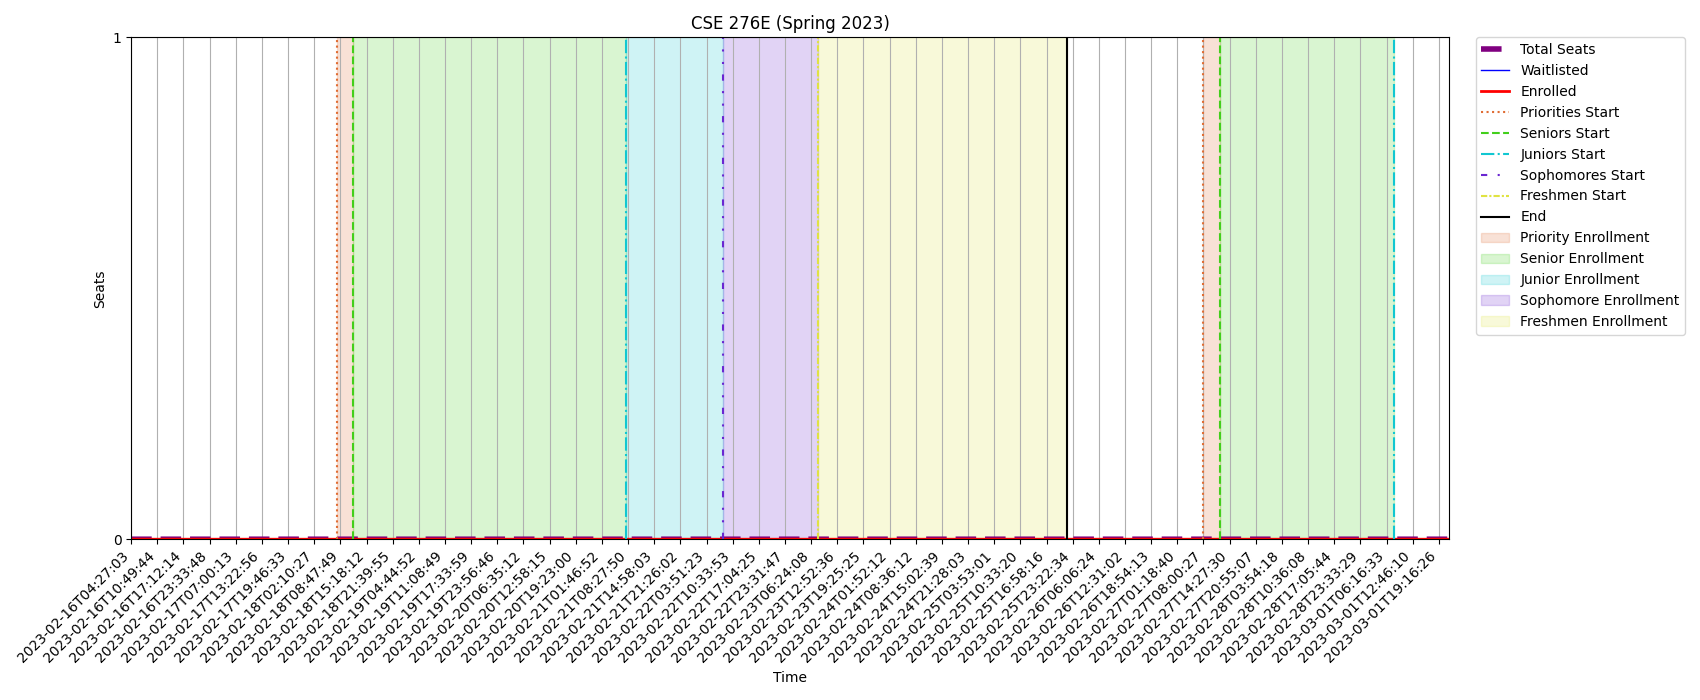 CSE 276E (Spring 2023)
1
0
Seats
2023-02-16T04:27:03
2023-02-16T10:49:44
2023-02-16T17:12:14
2023-02-16T23:33:48
2023-02-17T07:00:13
2023-02-17T13:22:56
2023-02-17T19:46:33
2023-02-18T02:10:27
2023-02-18T08:47:49
2023-02-18T15:18:12
2023-02-18T21:39:55
2023-02-19T04:44:52
2023-02-19T11:08:49
2023-02-19T17:33:59
2023-02-19T23:56:46
2023-02-20T06:35:12
2023-02-20T12:58:15
2023-02-20T19:23:00
2023-02-21T01:46:52
2023-02-21T08:27:50
2023-02-21T14:58:03
2023-02-21T21:26:02
2023-02-22T03:51:23
2023-02-22T10:33:53
2023-02-22T17:04:25
2023-02-22T23:31:47
2023-02-23T06:24:08
2023-02-23T12:52:36
2023-02-23T19:25:25
2023-02-24T01:52:12
2023-02-24T08:36:12
2023-02-24T15:02:39
2023-02-24T21:28:03
2023-02-25T03:53:01
2023-02-25T10:33:20
2023-02-25T16:58:16
2023-02-25T23:22:34
2023-02-26T06:06:24
2023-02-26T12:31:02
2023-02-26T18:54:13
2023-02-27T01:18:40
2023-02-27T08:00:27
2023-02-27T14:27:30
2023-02-27T20:55:07
2023-02-28T03:54:18
2023-02-28T10:36:08
2023-02-28T17:05:44
2023-02-28T23:33:29
2023-03-01T06:16:33
2023-03-01T12:46:10
2023-03-01T19:16:26
Time
Total Seats
Waitlisted
Enrolled
Priorities Start
Seniors Start
Juniors Start
Sophomores Start
Freshmen Start
End
Priority Enrollment
Senior Enrollment
Junior Enrollment
Sophomore Enrollment
Freshmen Enrollment